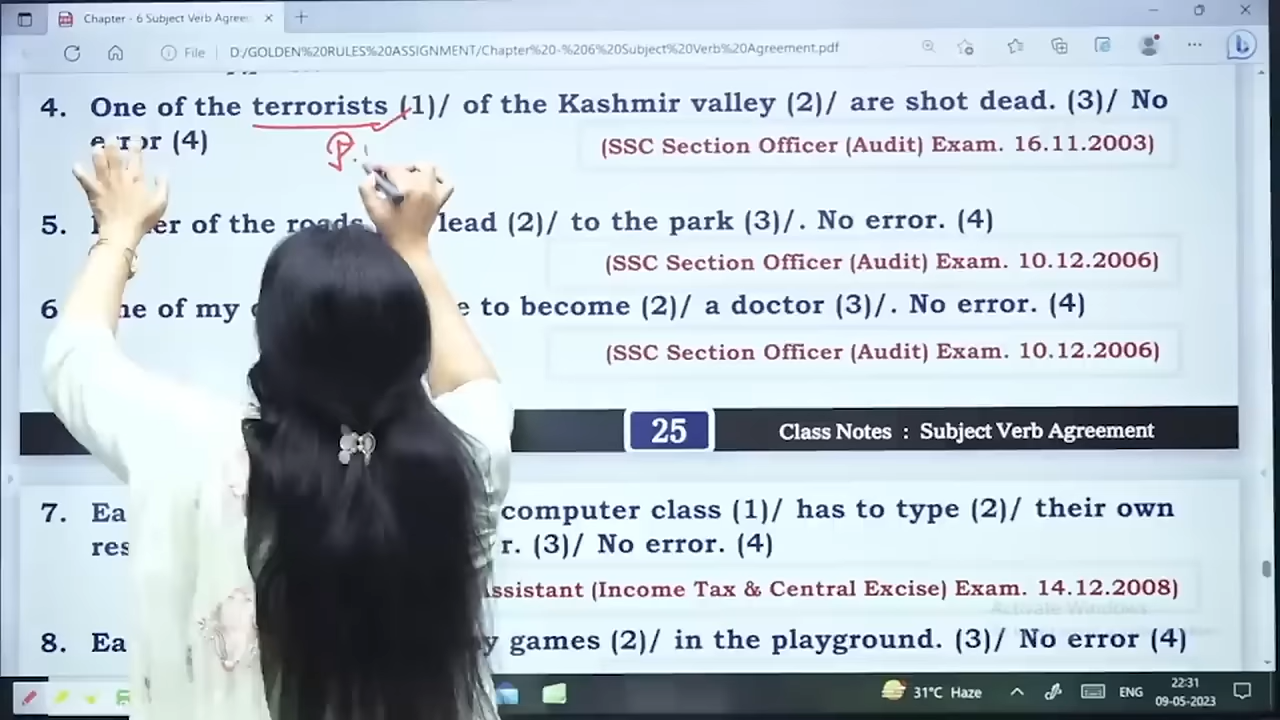 Chapter - 6 Subject Verb Agree
File D:/GOLDEN%20RULES%20ASSIGNMENT/Chapter%20-%206%20Subject%20Verb%20Agreement.pdf
4. One of the terrorists (1)/ of the Kashmir valley (2)/ are shot dead. (3)/ No
error (4)
P.
(SSC Section Officer (Audit) Exam. 16.11.2003)
5. of the roads lead (2)/ to the park (3)/. No error. (4)
(SSC Section Officer (Audit) Exam. 10.12.2006)
6 of my to become (2)/ a doctor (3)/. No error. (4)
(SSC Section Officer (Audit) Exam. 10.12.2006)
25 Class Notes : Subject Verb Agreement
7. Ea computer class (1)/ has to type (2)/ their own
res r. (3)/ No error. (4)
ssistant (Income Tax & Central Excise) Exam. 14.12.2008)
Activate Windows
8. Ea y games (2)/ in the playground. (3)/ No error (4)
31°C Haze ENG 22:31
09-05-2023